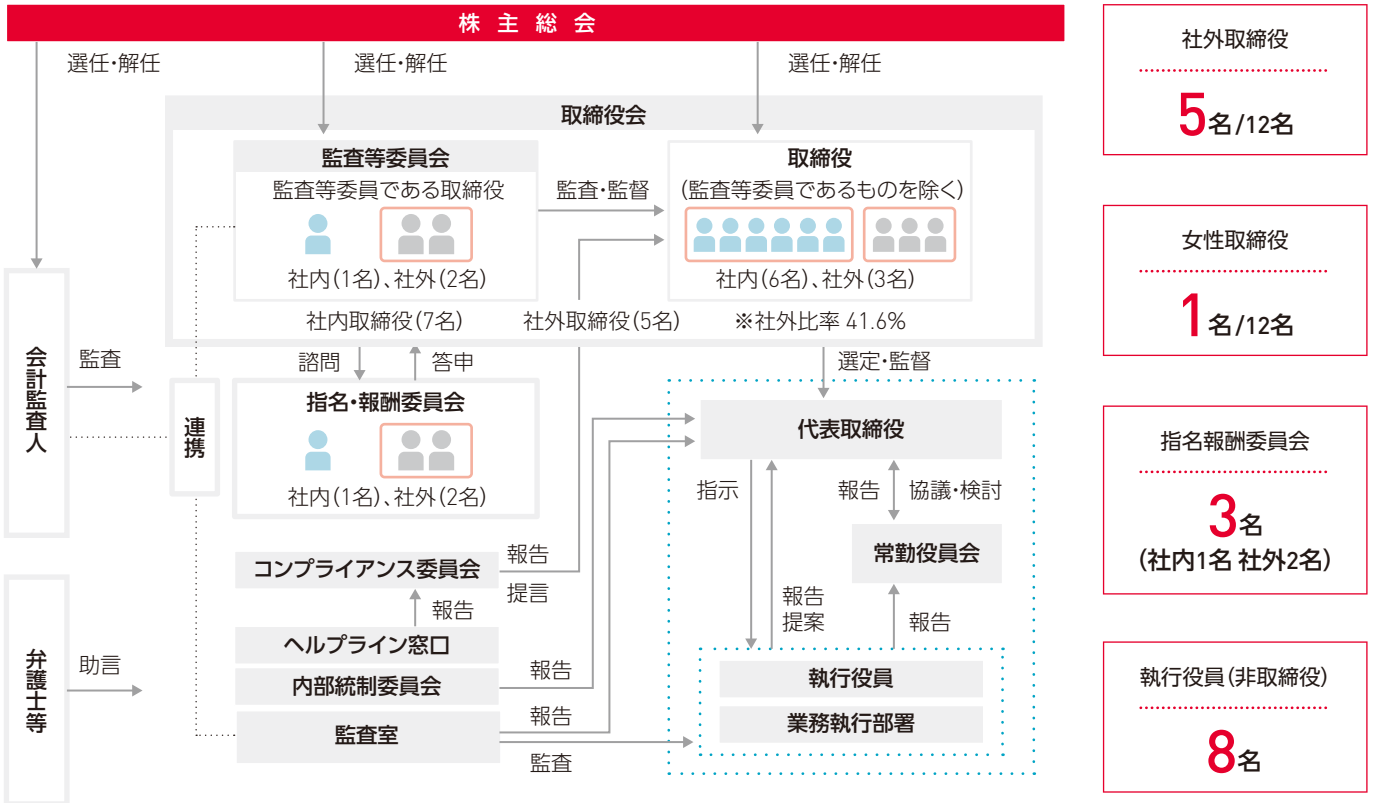 株主総会
選任・解任
選任・解任
選任・解任
取締役会
監査等委員会
監査等委員である取締役
社内(1名)、社外(2名)
監査・監督
取締役
(監査等委員であるものを除く)
社内(6名)、社外(3名)
社内取締役(7名)
社外取締役(5名)
※社外比率 41.6%
会計監査人
監査
連携
諮問
答申
指名・報酬委員会
社内(1名)、社外(2名)
選定・監督
代表取締役
指示
報告
協議・検討
常勤役員会
報告
提案
報告
執行役員
業務執行部署
コンプライアンス委員会
報告
提言
報告
ヘルプライン窓口
内部統制委員会
報告
監査室
報告
監査
弁護士等
助言
社外取締役
5名/12名
女性取締役
1名/12名
指名報酬委員会
3名
(社内1名 社外2名)
執行役員(非取締役)
8名